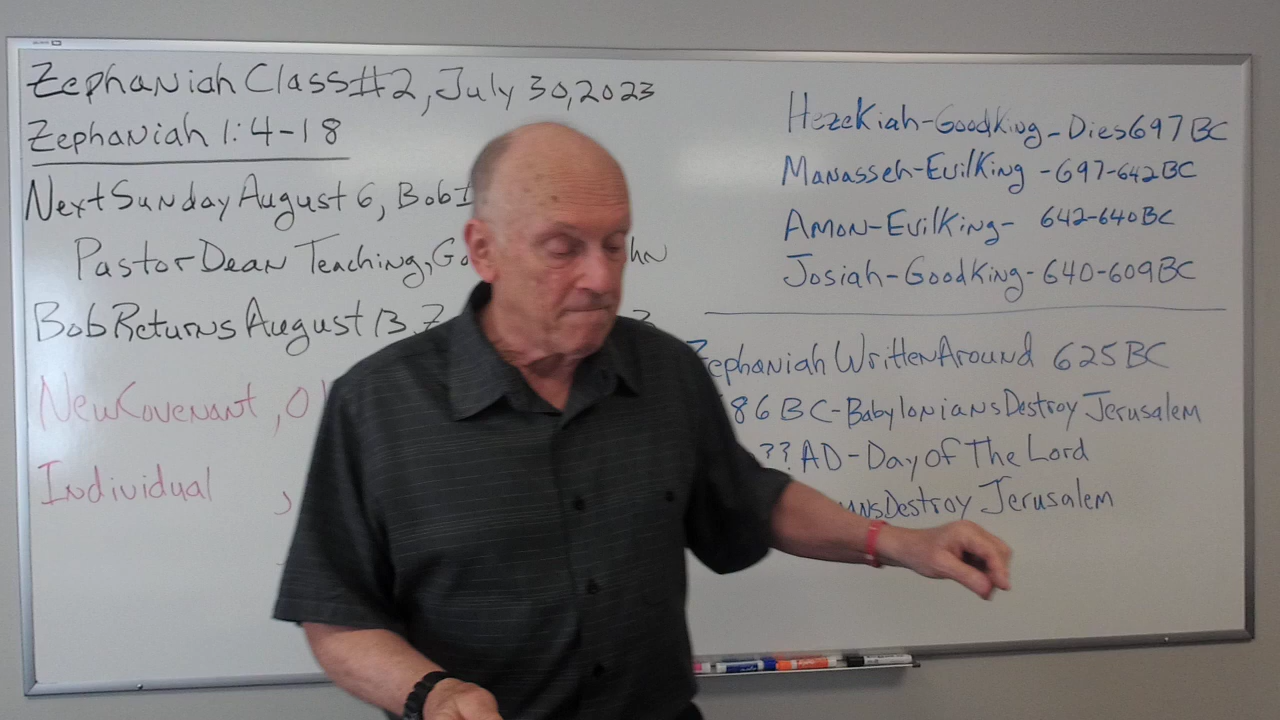 Zephaniah Class #2, July 30, 2023
Zephaniah 1:4-18
Next Sunday August 6, Bob
Pastor Dean Teaching,
Bob Returns August 13,
New Covenant,
Individual ,
Hezekiah-Good King - Dies 697 BC
Manasseh-Evil King - 697-642 BC
Amon-Evil King - 642-640 BC
Josiah-Good King - 640-609 BC
Zephaniah Written Around 625 BC
86 BC-Babylonians Destroy Jerusalem
?? AD-Day Of The Lord
Destroy Jerusalem